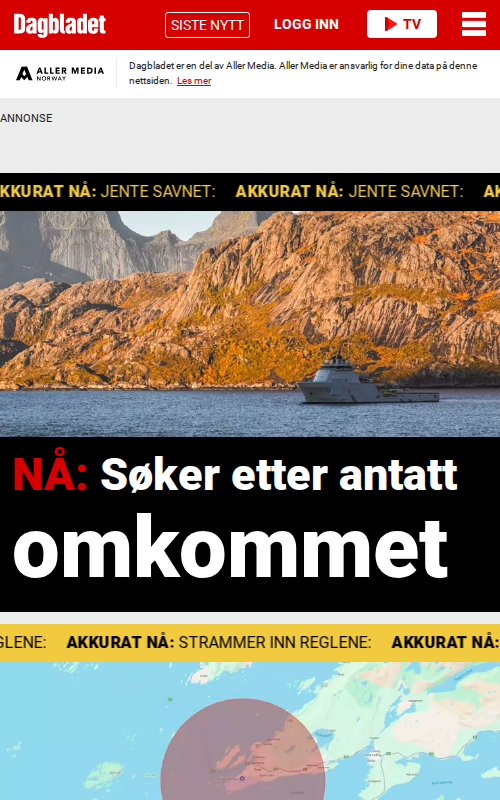 Dagbladet
SISTE NYTT
LOGG INN
TV
ALLER MEDIA
NORWAY
Dagbladet er en del av Aller Media. Aller Media er ansvarlig for dine data på denne
nettsiden. Les mer
ANNONSE
KKURAT NÅ: JENTE SAVNET: AKKURAT NÅ: JENTE SAVNET: AK
NÅ: Søker etter antatt
omkommet
GLENE: AKKURAT NÅ: STRAMMER INN REGLENE: AKKURAT NÅ: